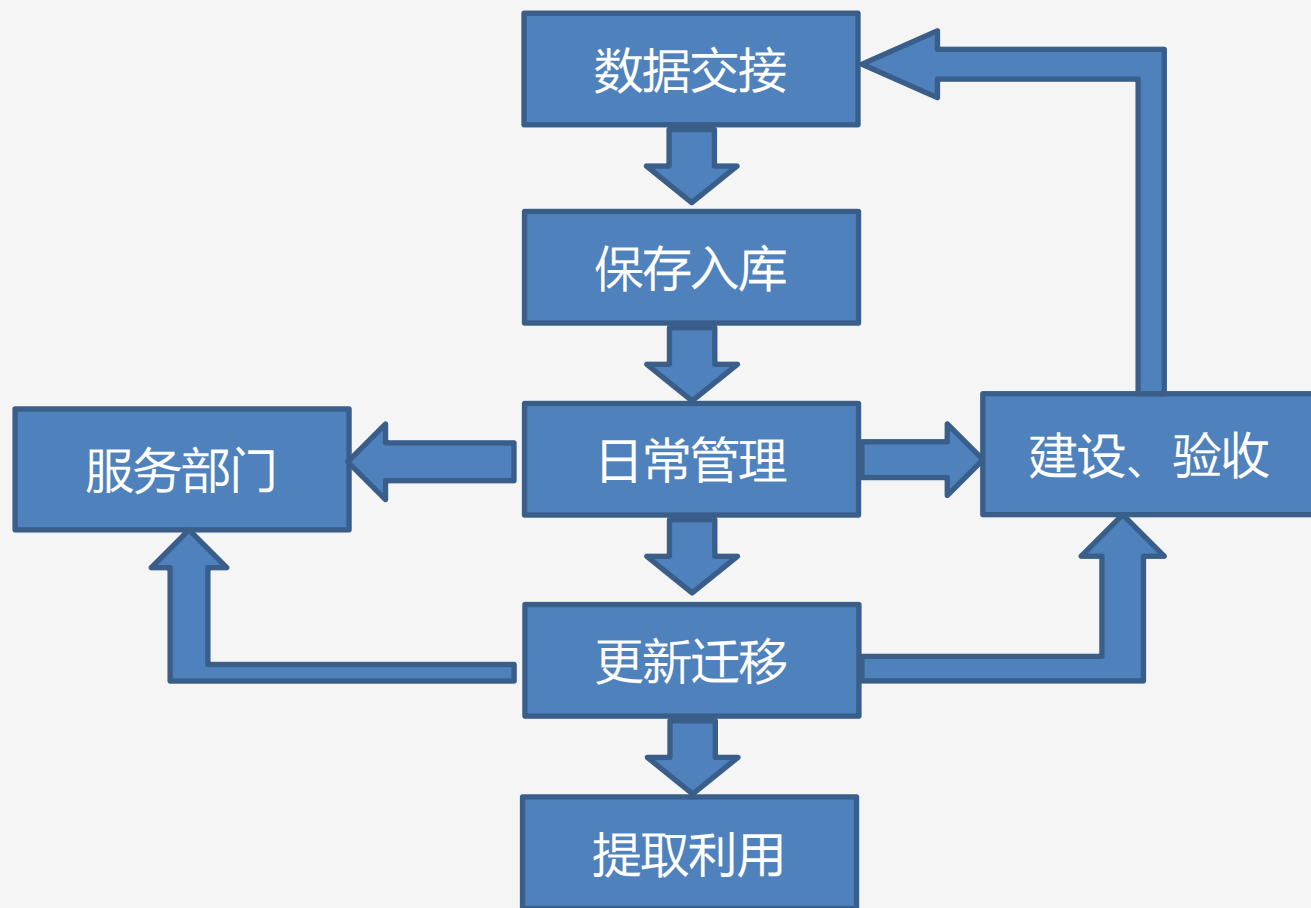 数据交接
保存入库
服务部门
日常管理
建设、验收
更新迁移
提取利用